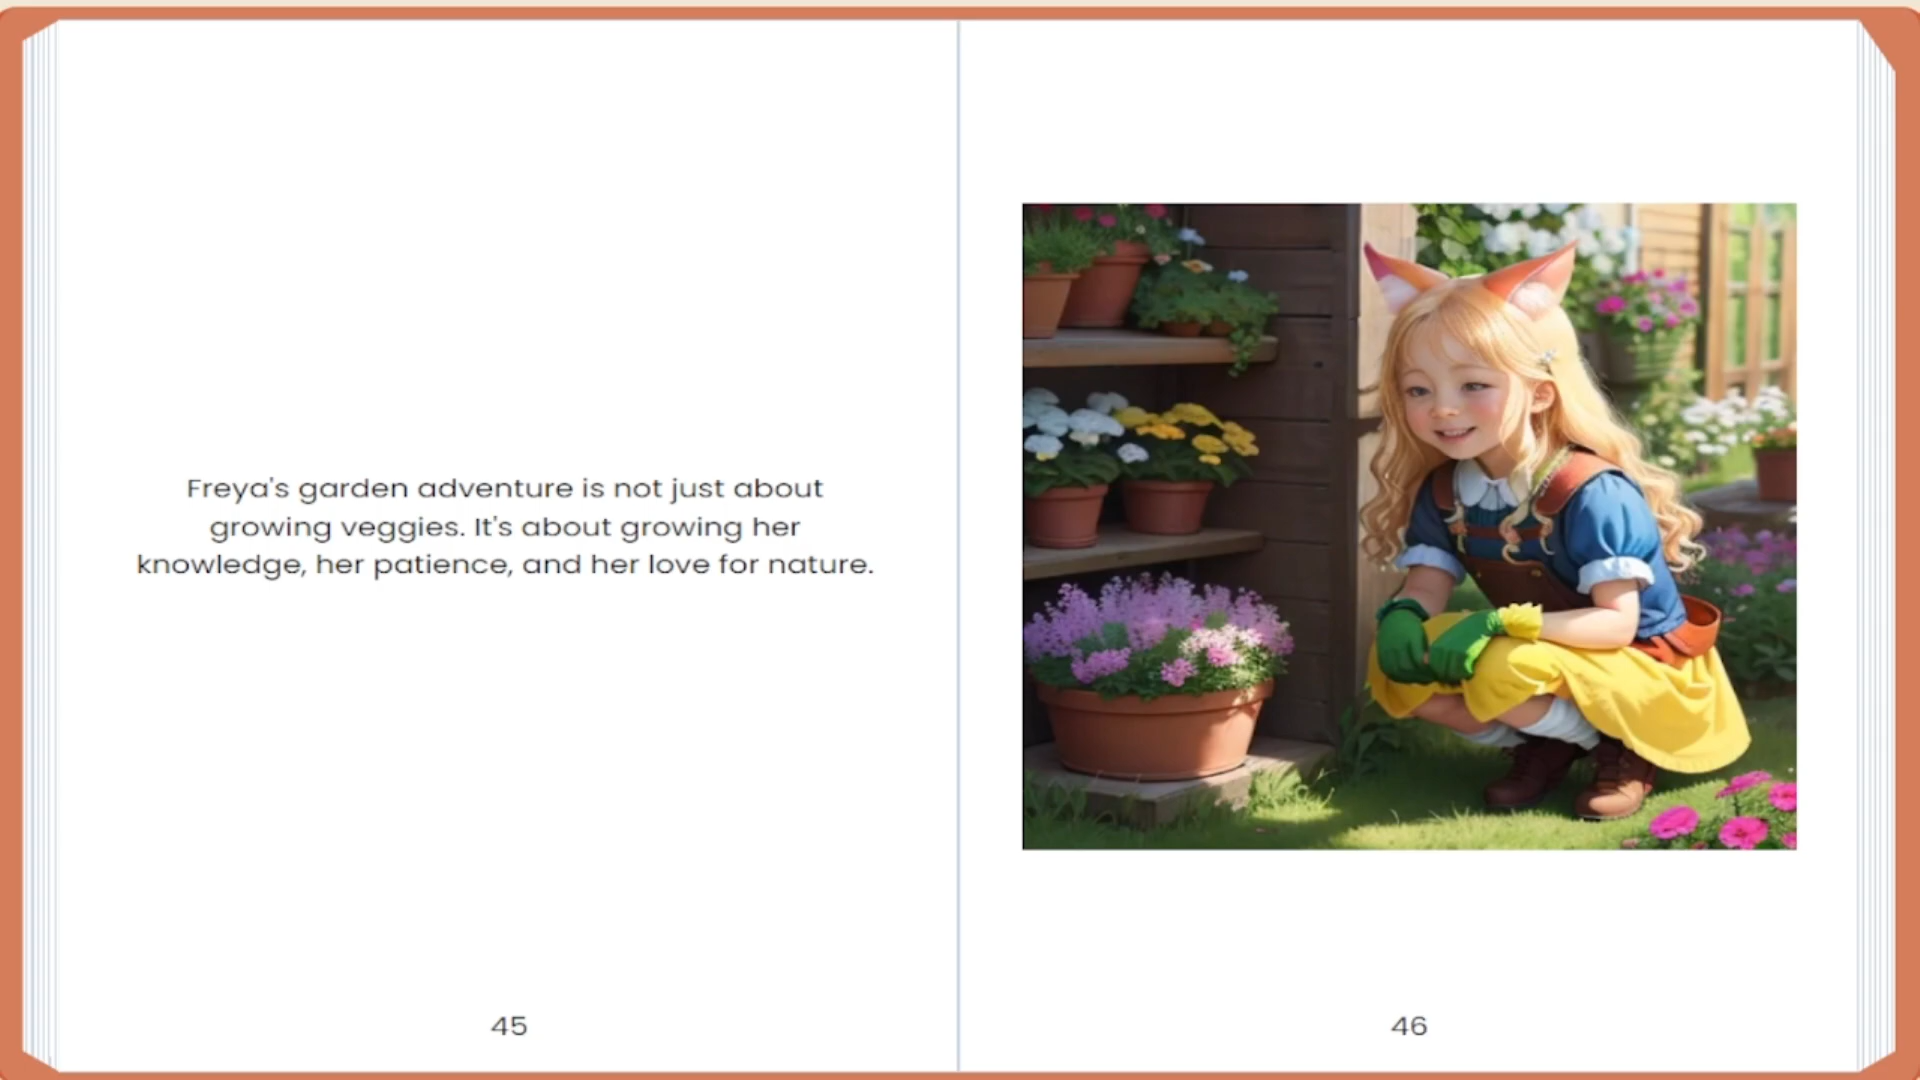 Freya's garden adventure is not just about
growing veggies. It's about growing her
knowledge, her patience, and her love for nature.
45
46